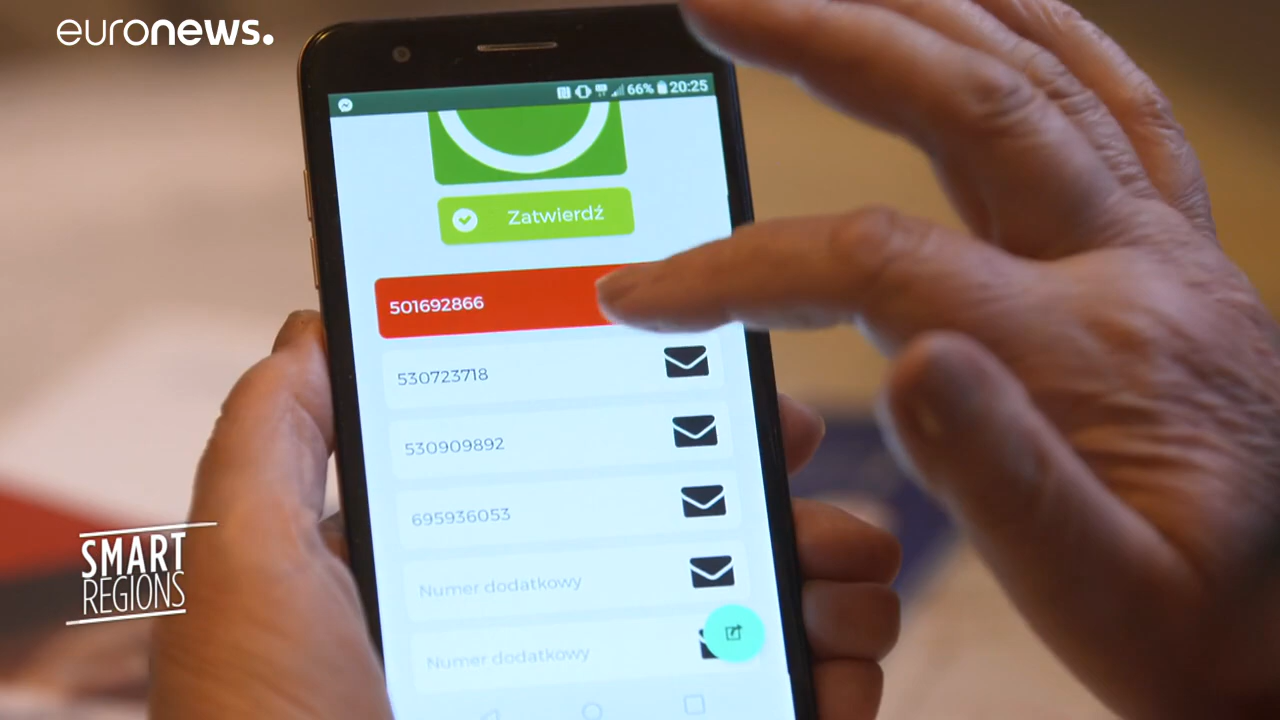 euronews.
66% 20:25
Zatwierdź
501692866
530723718
530909892
695936053
Numer dodatkowy
Numer dodatkowy
SMART
REGIONS